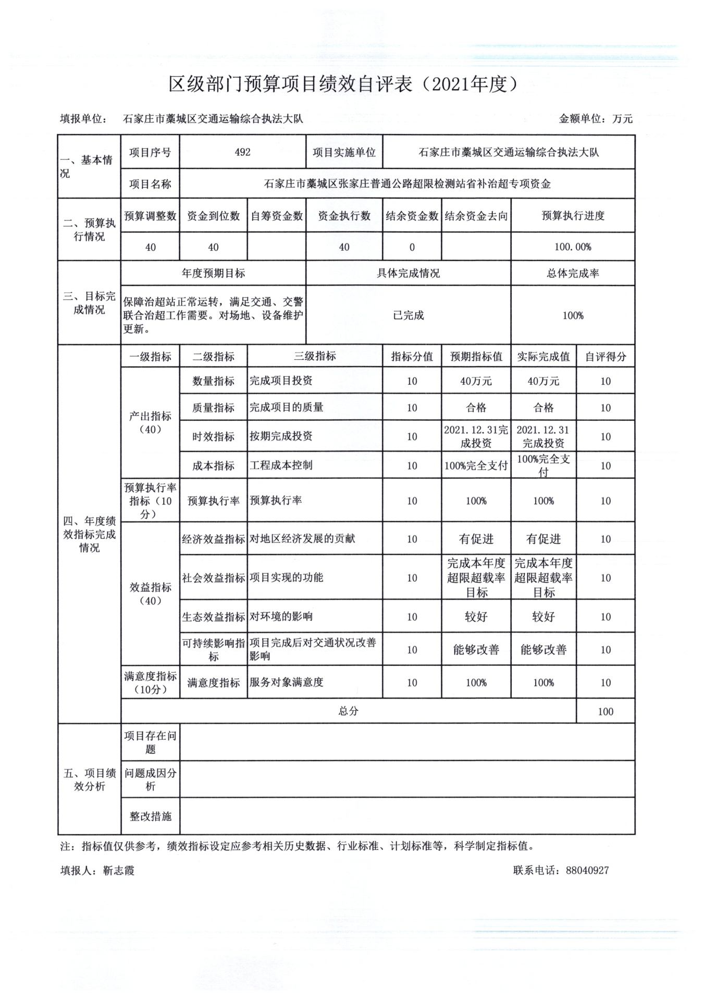 区级部门预算项目绩效自评表（2021年度）
填报单位： 石家庄市藁城区交通运输综合执法大队 金额单位：万元
一、基本情况
项目序号 492 项目实施单位 石家庄市藁城区交通运输综合执法大队
项目名称 石家庄市藁城区张家庄普通公路超限检测站省补治超专项资金
二、预算执行情况
预算调整数 资金到位数 自筹资金数 资金执行数 结余资金数 结余资金去向 预算执行进度
40 40 40 0 100.00%
三、目标完成情况
年度预期目标 具体完成情况 总体完成率
保障治超站正常运转，满足交通、交警
联合治超工作需要。对场地、设备维护
更新。
已完成 100%
四、年度绩效指标完成情况
一级指标 二级指标 三级指标 指标分值 预期指标值 实际完成值 自评得分
产出指标（40）
数量指标 完成项目投资 10 40万元 40万元 10
质量指标 完成项目的质量 10 合格 合格 10
时效指标 按期完成投资 10 2021.12.31完成投资 2021.12.31完成投资 10
成本指标 工程成本控制 10 100%完全支付 100%完全支付 10
预算执行率指标（10分） 预算执行率 预算执行率 10 100% 100% 10
效益指标（40）
经济效益指标 对地区经济发展的贡献 10 有促进 有促进 10
社会效益指标 项目实现的功能 10 完成本年度超限超载率目标 完成本年度超限超载率目标 10
生态效益指标 对环境的影响 10 较好 较好 10
可持续影响指标 项目完成后对交通状况改善影响 10 能够改善 能够改善 10
满意度指标（10分） 满意度指标 服务对象满意度 10 100% 100% 10
总分 100
五、项目绩效分析
项目存在问题
问题成因分析
整改措施
注：指标值仅供参考，绩效指标设定应参考相关历史数据、行业标准、计划标准等，科学制定指标值。
填报人：靳志霞 联系电话：88040927